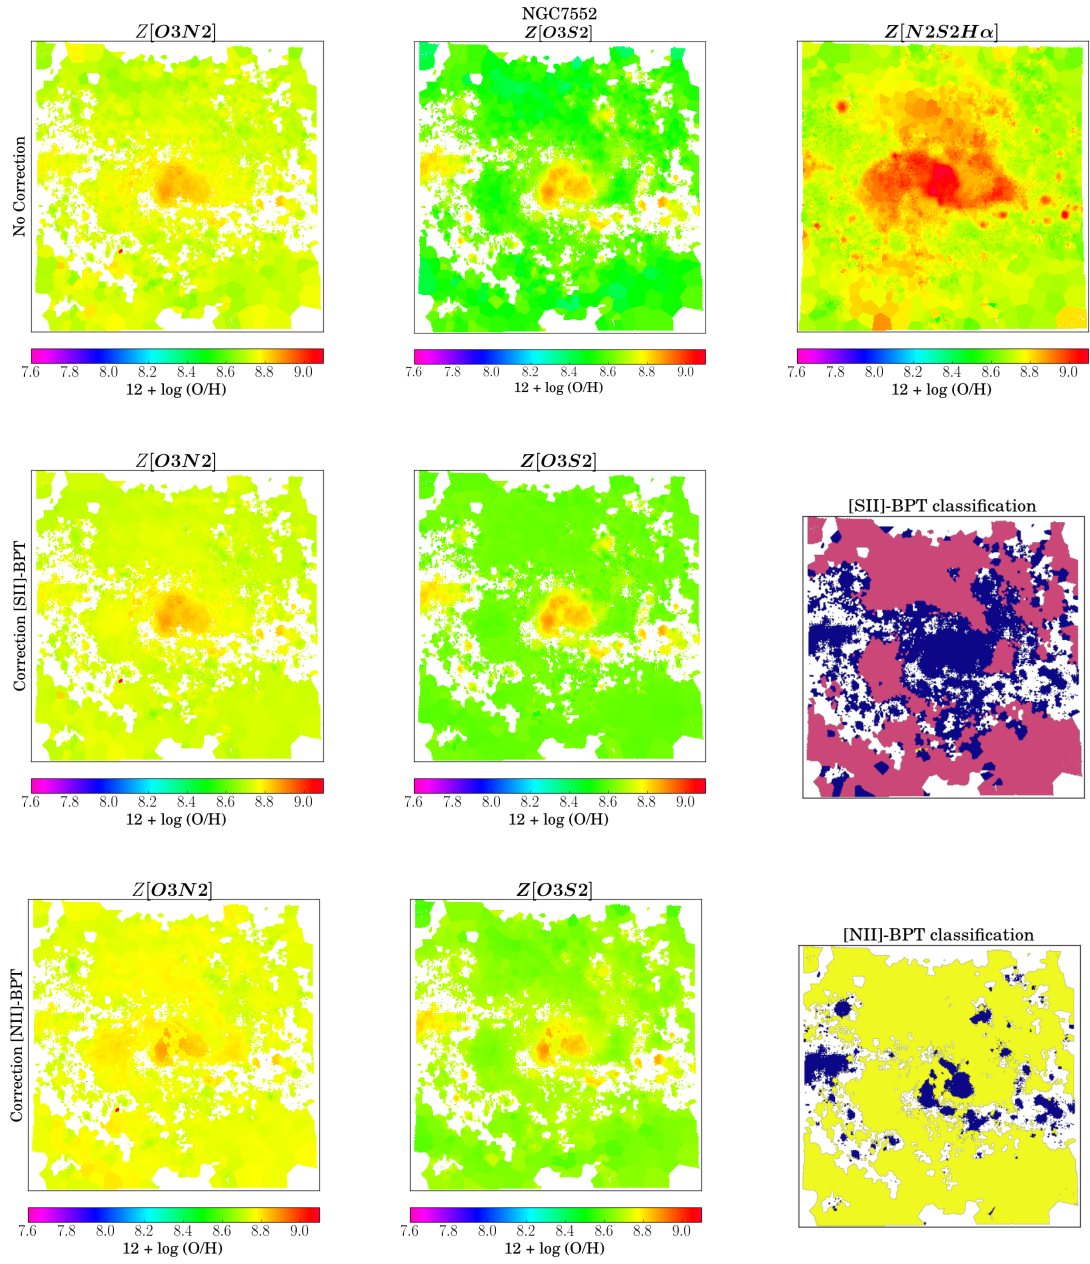 NGC7552
Z[O3N2]
Z[O3S2]
Z[N2S2Hα]
No Correction
7.6 7.8 8.0 8.2 8.4 8.6 8.8 9.0
12 + log (O/H)
7.6 7.8 8.0 8.2 8.4 8.6 8.8 9.0
12 + log (O/H)
7.6 7.8 8.0 8.2 8.4 8.6 8.8 9.0
12 + log (O/H)
Z[O3N2]
Z[O3S2]
[SII]-BPT classification
Correction [SII]-BPT
7.6 7.8 8.0 8.2 8.4 8.6 8.8 9.0
12 + log (O/H)
7.6 7.8 8.0 8.2 8.4 8.6 8.8 9.0
12 + log (O/H)
Z[O3N2]
Z[O3S2]
[NII]-BPT classification
Correction [NII]-BPT
7.6 7.8 8.0 8.2 8.4 8.6 8.8 9.0
12 + log (O/H)
7.6 7.8 8.0 8.2 8.4 8.6 8.8 9.0
12 + log (O/H)